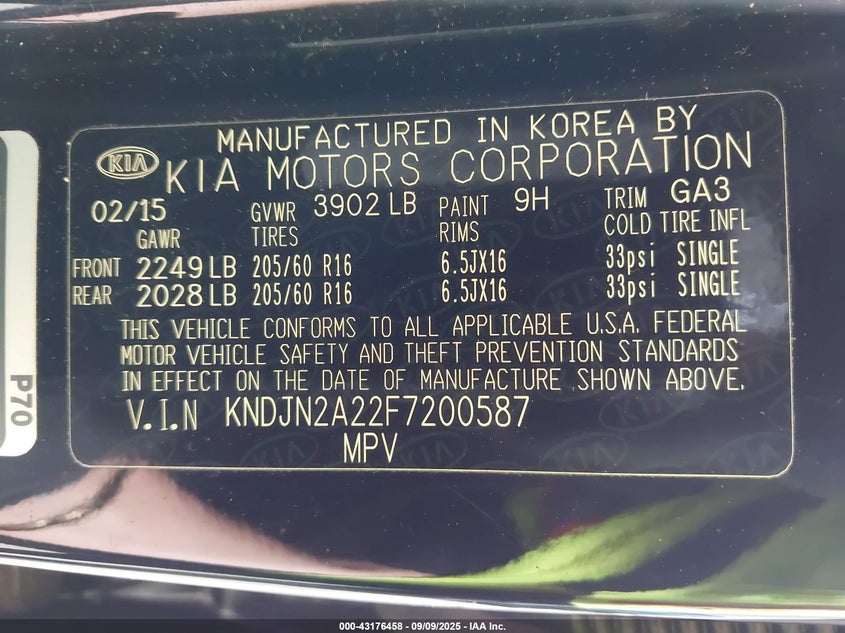 MANUFACTURED IN KOREA BY
KIA KIA MOTORS CORPORATION
02/15 GVWR 3902 LB PAINT 9H TRIM GA3
GAWR TIRES RIMS COLD TIRE INFL
FRONT 2249 LB 205/60 R16 6.5JX16 33psi SINGLE
REAR 2028 LB 205/60 R16 6.5JX16 33psi SINGLE
THIS VEHICLE CONFORMS TO ALL APPLICABLE U.S.A. FEDERAL
MOTOR VEHICLE SAFETY AND THEFT PREVENTION STANDARDS
IN EFFECT ON THE DATE OF MANUFACTURE SHOWN ABOVE.
V.I.N KNDJN2A22F7200587
MPV
P70
000-43176458 - 09/09/2025 - IAA Inc.